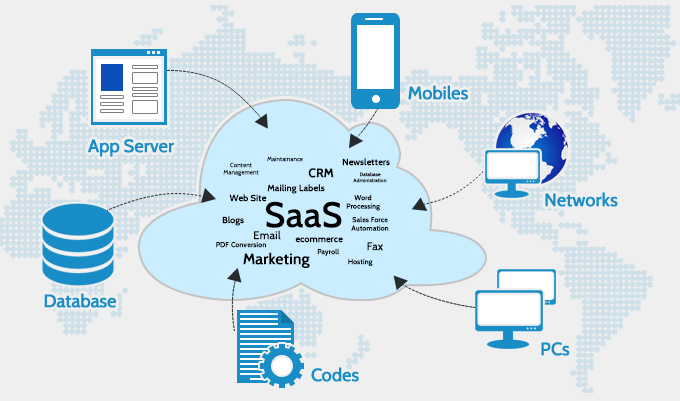 Mobiles
App Server
Maintainance
Content
Management
CRM
Newsletters
Database
Administration
Mailing Labels
Web Site
Word
Processing
SaaS
Blogs
Sales Force
Automation
Email
ecommerce
PDF Conversion
Fax
Payroll
Marketing
Hosting
Networks
Database
PCs
Codes